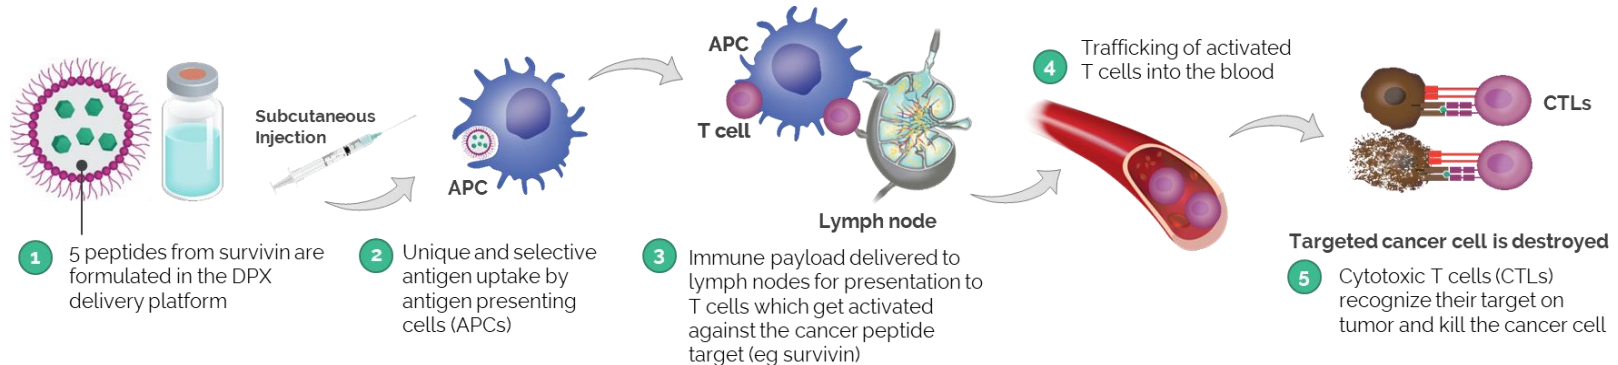 Subcutaneous
Injection
APC
APC
T cell
Lymph node
CTLs
Targeted cancer cell is destroyed
1
5 peptides from survivin are
formulated in the DPX
delivery platform
2
Unique and selective
antigen uptake by
antigen presenting
cells (APCs)
3
Immune payload delivered to
lymph nodes for presentation to
T cells which get activated
against the cancer peptide
target (eg survivin)
4
Trafficking of activated
T cells into the blood
5
Cytotoxic T cells (CTLs)
recognize their target on
tumor and kill the cancer cell